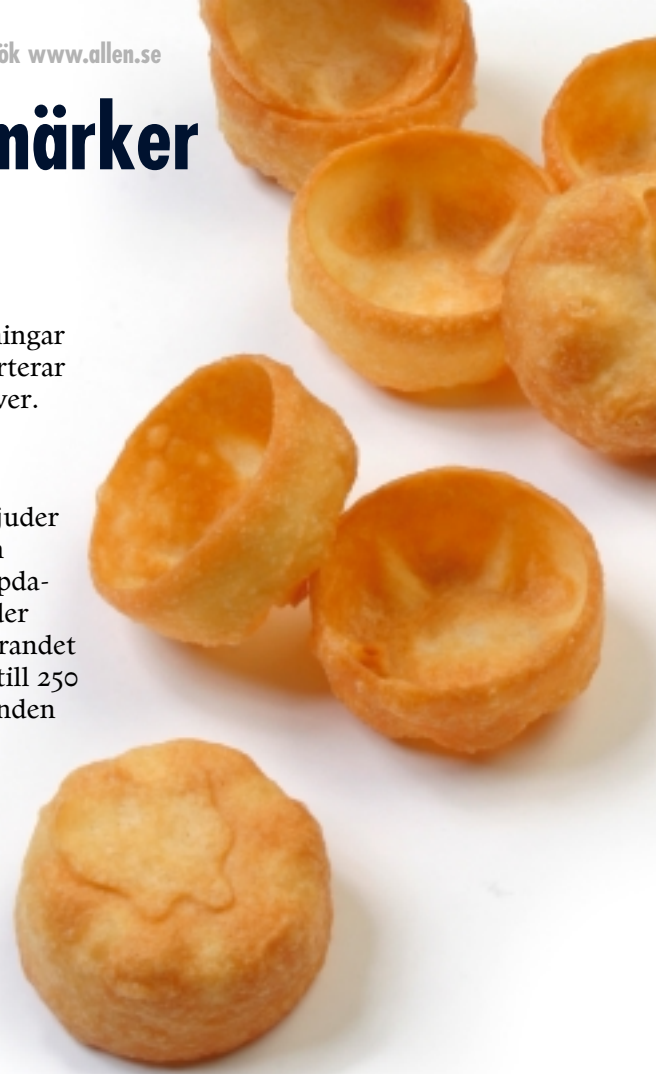 ök www.allen.se
märker
ingar
rterar
ver.
juder
n
pda-
ler
randet
till 250
nden